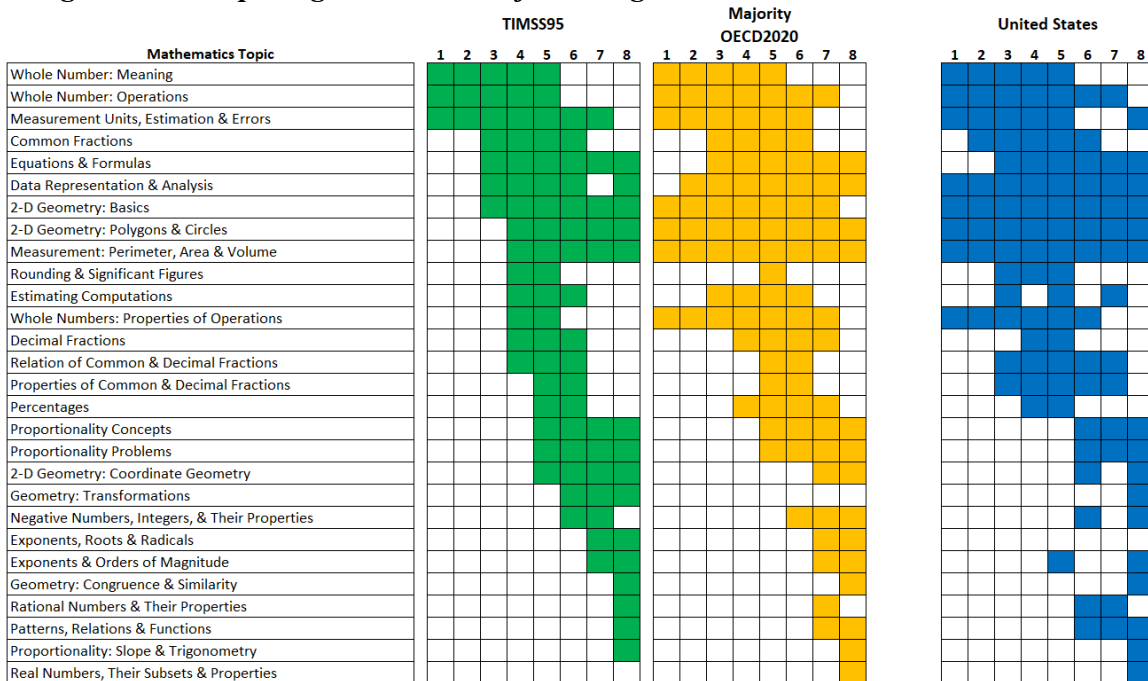 TIMSS95
Majority
OECD2020
United States
Mathematics Topic 1 2 3 4 5 6 7 8 1 2 3 4 5 6 7 8 1 2 3 4 5 6 7 8
Whole Number: Meaning
Whole Number: Operations
Measurement Units, Estimation & Errors
Common Fractions
Equations & Formulas
Data Representation & Analysis
2-D Geometry: Basics
2-D Geometry: Polygons & Circles
Measurement: Perimeter, Area & Volume
Rounding & Significant Figures
Estimating Computations
Whole Numbers: Properties of Operations
Decimal Fractions
Relation of Common & Decimal Fractions
Properties of Common & Decimal Fractions
Percentages
Proportionality Concepts
Proportionality Problems
2-D Geometry: Coordinate Geometry
Geometry: Transformations
Negative Numbers, Integers, & Their Properties
Exponents, Roots & Radicals
Exponents & Orders of Magnitude
Geometry: Congruence & Similarity
Rational Numbers & Their Properties
Patterns, Relations & Functions
Proportionality: Slope & Trigonometry
Real Numbers, Their Subsets & Properties